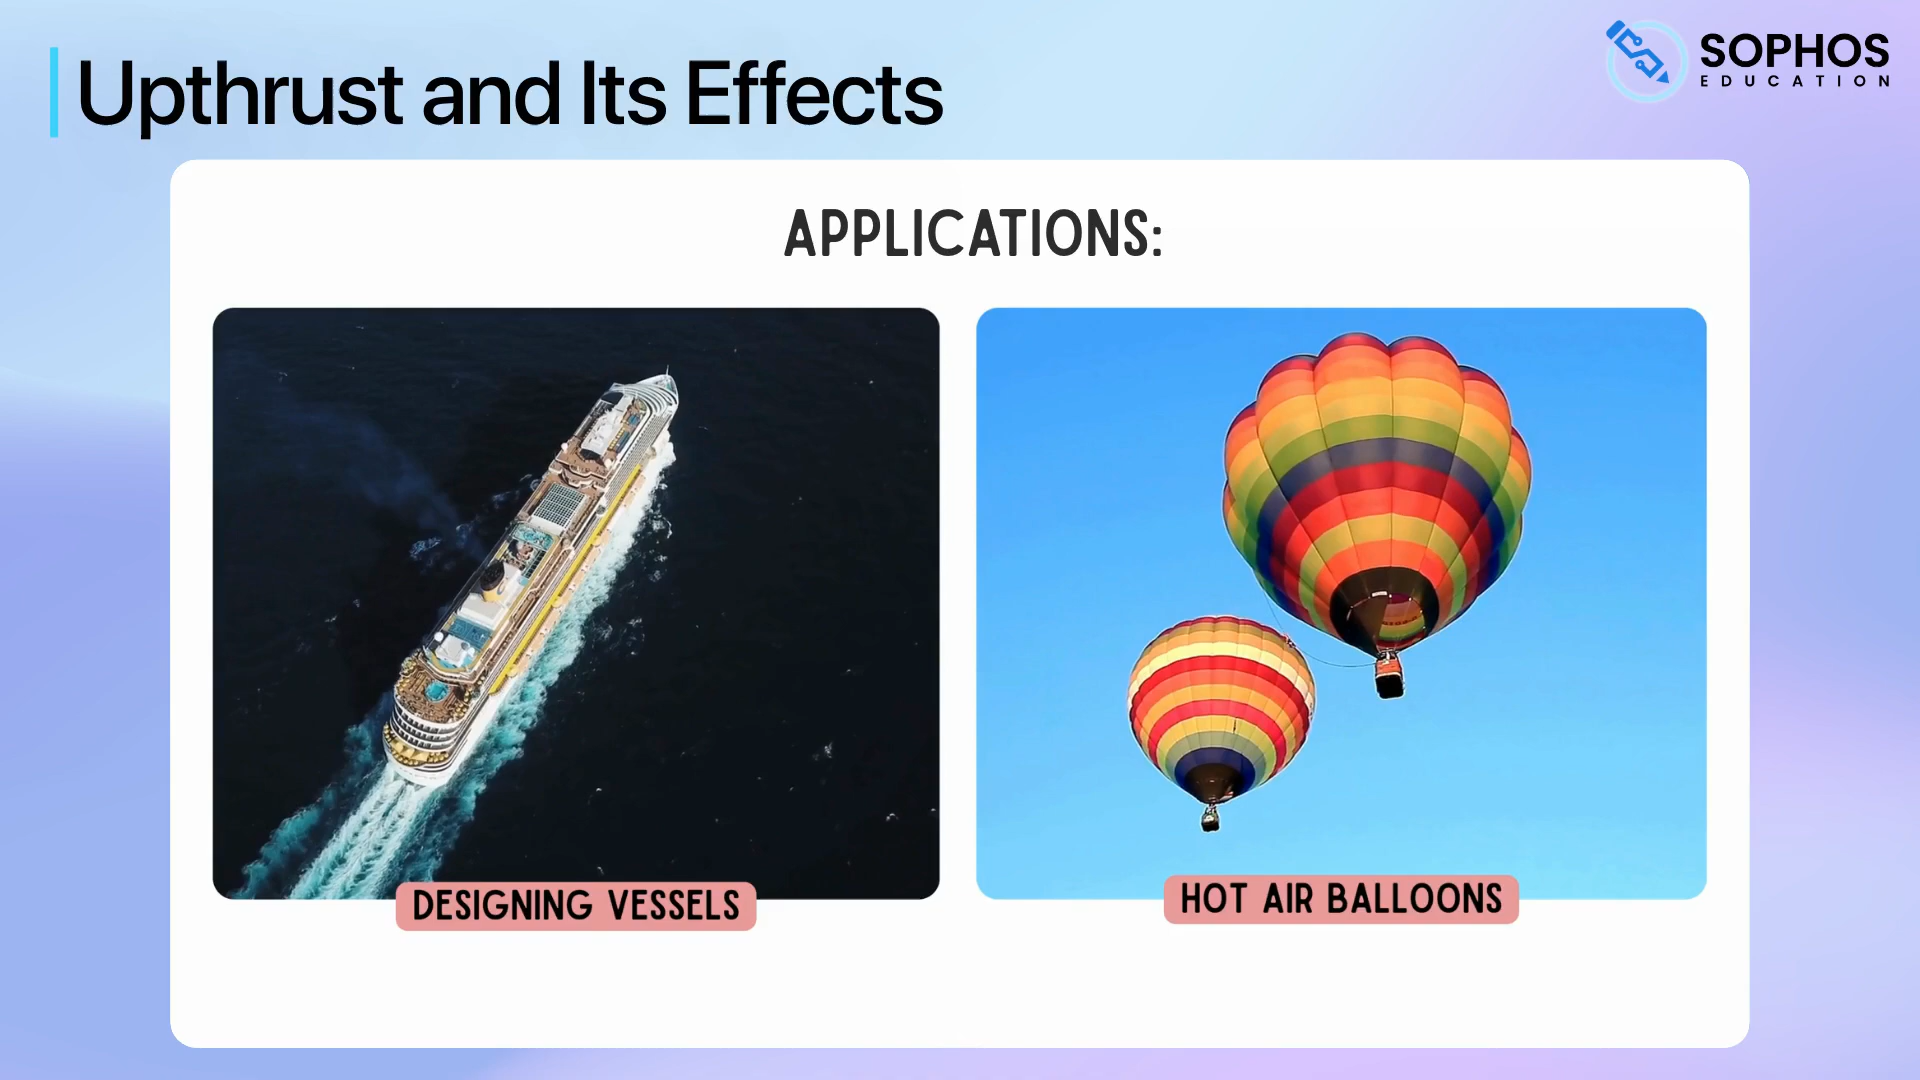 Upthrust and Its Effects
SOPHOS
EDUCATION
APPLICATIONS:
DESIGNING VESSELS
HOT AIR BALLOONS